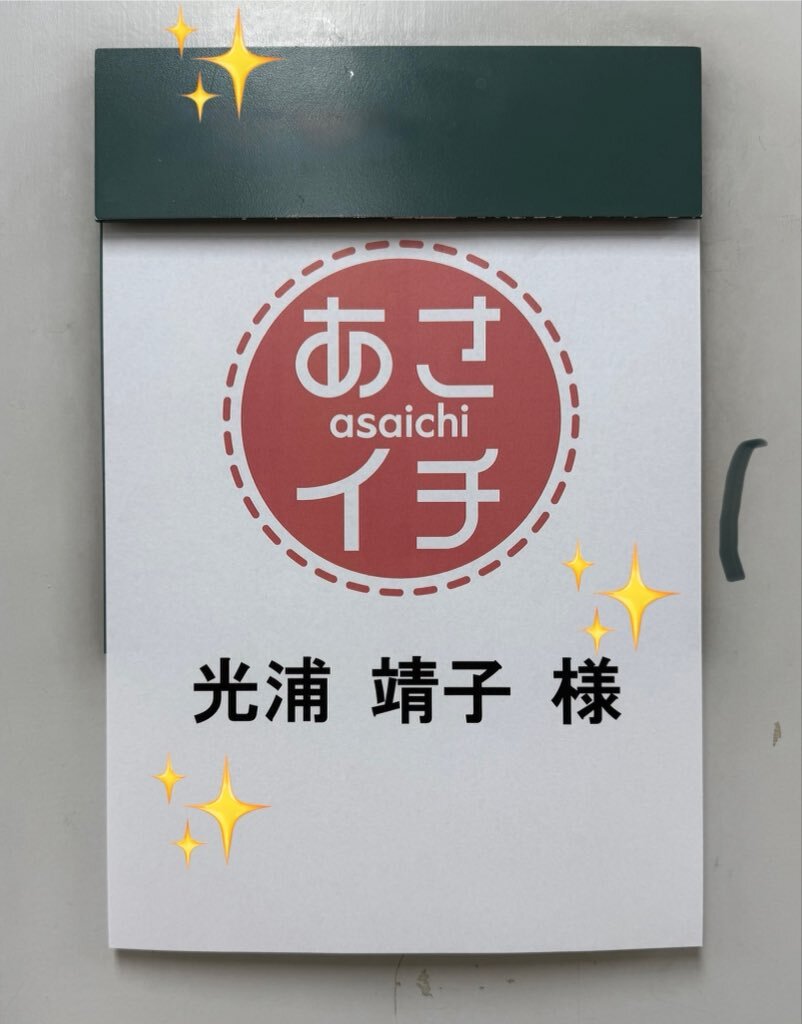 あさ
asaichi
イチ
光浦 靖子 様